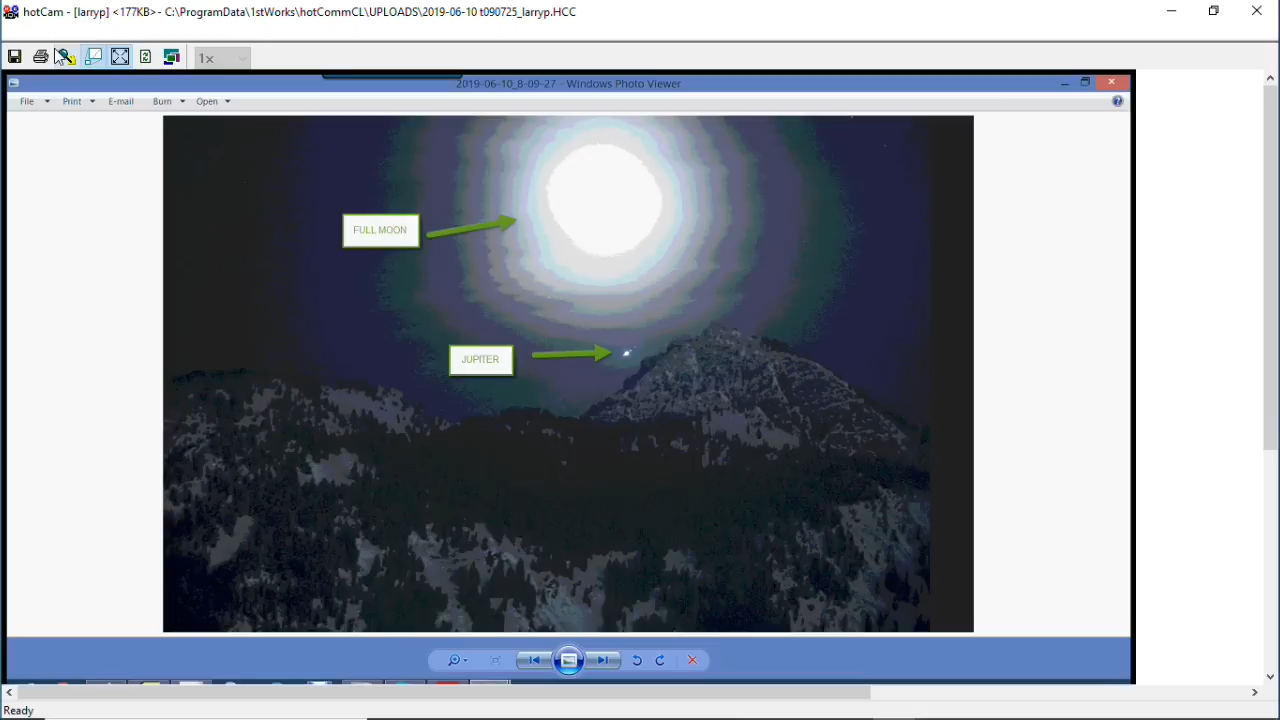 hotCam - [larryp] <177KB> - C:\ProgramData\1stWorks\hotCommCL\UPLOADS\2019-06-10 t090725_larryp.HCC
1x
2019-06-10_8-09-27 - Windows Photo Viewer
File Print E-mail Burn Open
FULL MOON
JUPITER
Ready